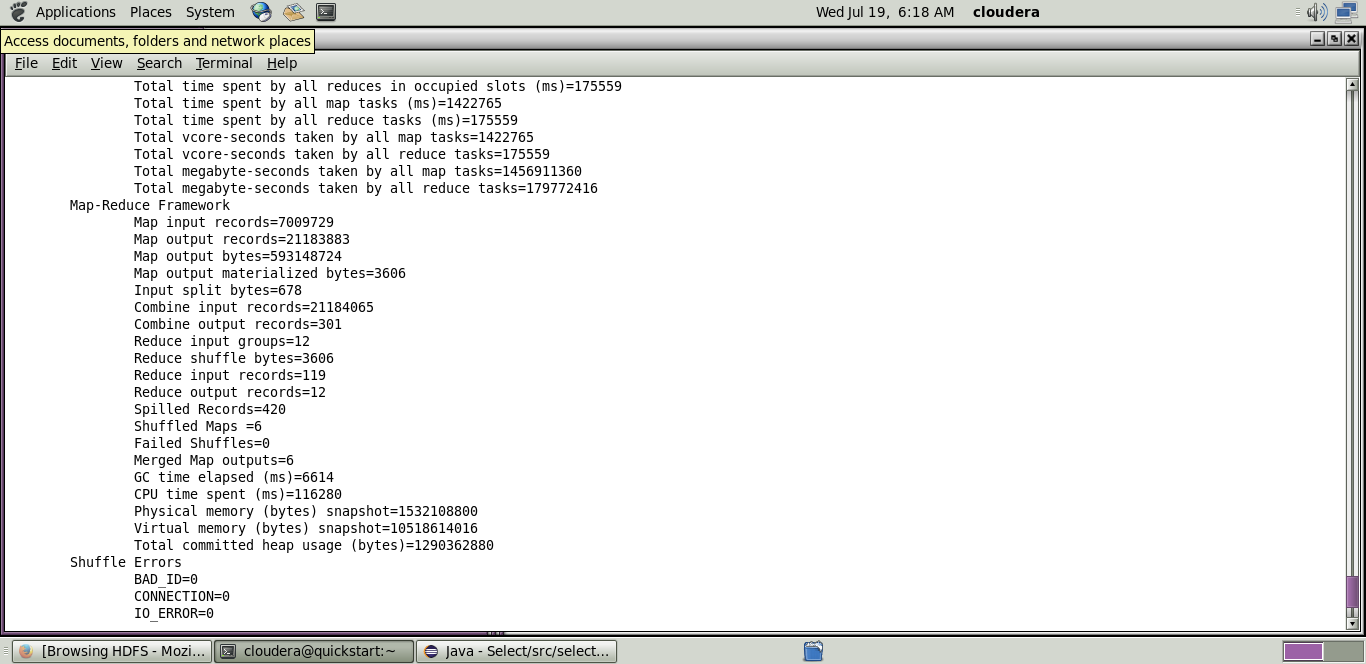 Applications Places System Wed Jul 19, 6:18 AM cloudera
Access documents, folders and network places
File Edit View Search Terminal Help
Total time spent by all reduces in occupied slots (ms)=175559
Total time spent by all map tasks (ms)=1422765
Total time spent by all reduce tasks (ms)=175559
Total vcore-seconds taken by all map tasks=1422765
Total vcore-seconds taken by all reduce tasks=175559
Total megabyte-seconds taken by all map tasks=1456911360
Total megabyte-seconds taken by all reduce tasks=179772416
Map-Reduce Framework
Map input records=7009729
Map output records=21183883
Map output bytes=593148724
Map output materialized bytes=3606
Input split bytes=678
Combine input records=21184065
Combine output records=301
Reduce input groups=12
Reduce shuffle bytes=3606
Reduce input records=119
Reduce output records=12
Spilled Records=420
Shuffled Maps =6
Failed Shuffles=0
Merged Map outputs=6
GC time elapsed (ms)=6614
CPU time spent (ms)=116280
Physical memory (bytes) snapshot=1532108800
Virtual memory (bytes) snapshot=10518614016
Total committed heap usage (bytes)=1290362880
Shuffle Errors
BAD_ID=0
CONNECTION=0
IO_ERROR=0
[Browsing HDFS - Mozi... cloudera@quickstart:~ Java - Select/src/select...